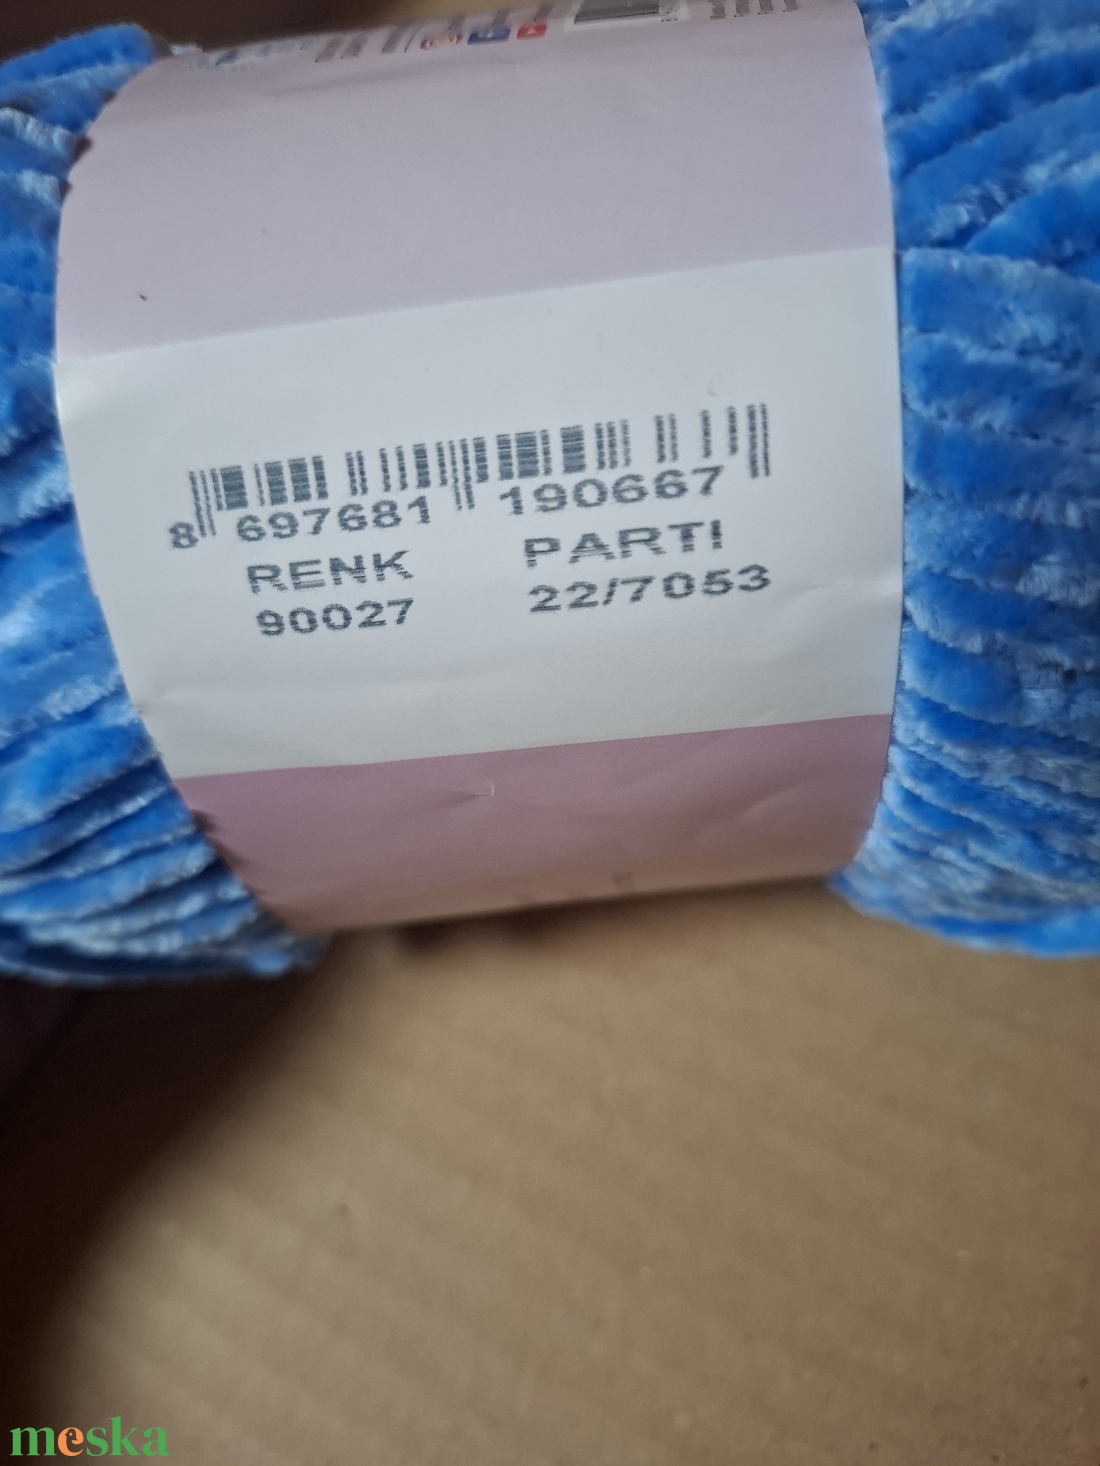 8 697681 190667
RENK PARTI
90027 22/7053
meska